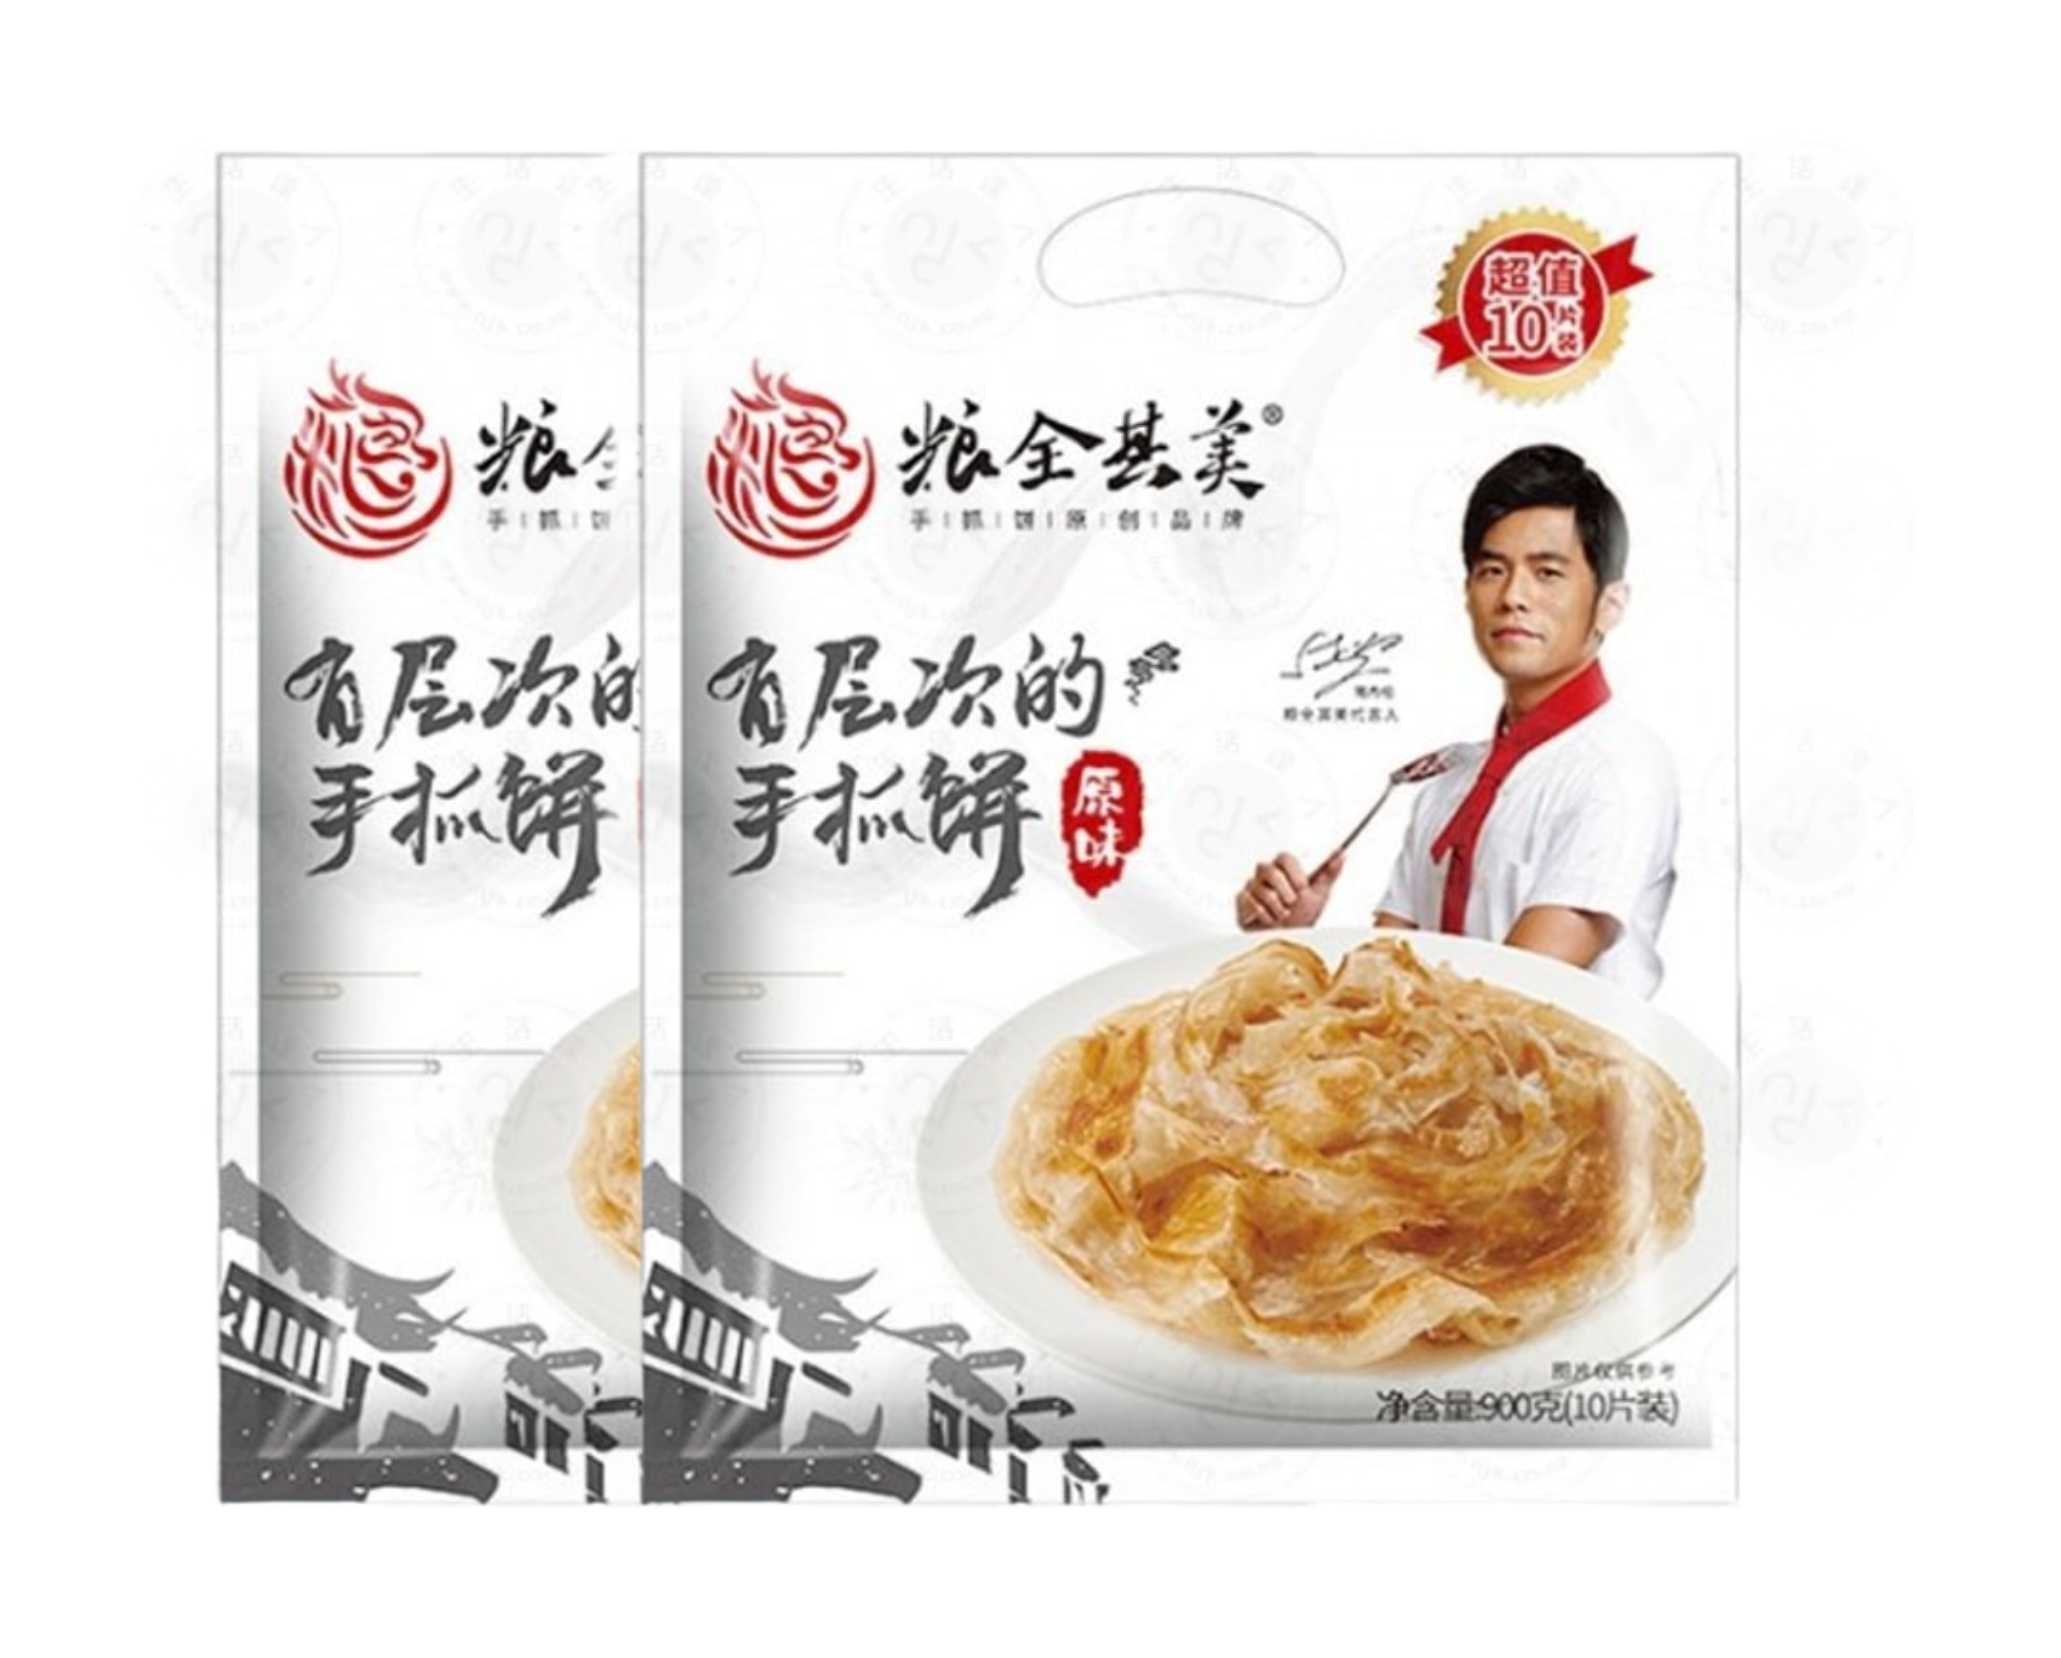 粮全
手|抓|饼
有层次的
手抓饼
超值
10片装
粮全其美®
手|抓|饼|原|创|品|牌
有层次的
手抓饼
原味
周杰伦
粮全其美代言人
图片仅供参考
净含量:900克(10片装)